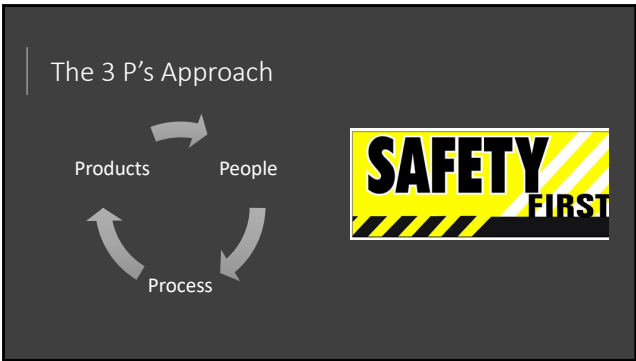 The 3 P's Approach
Products
People
Process
SAFETY
FIRST